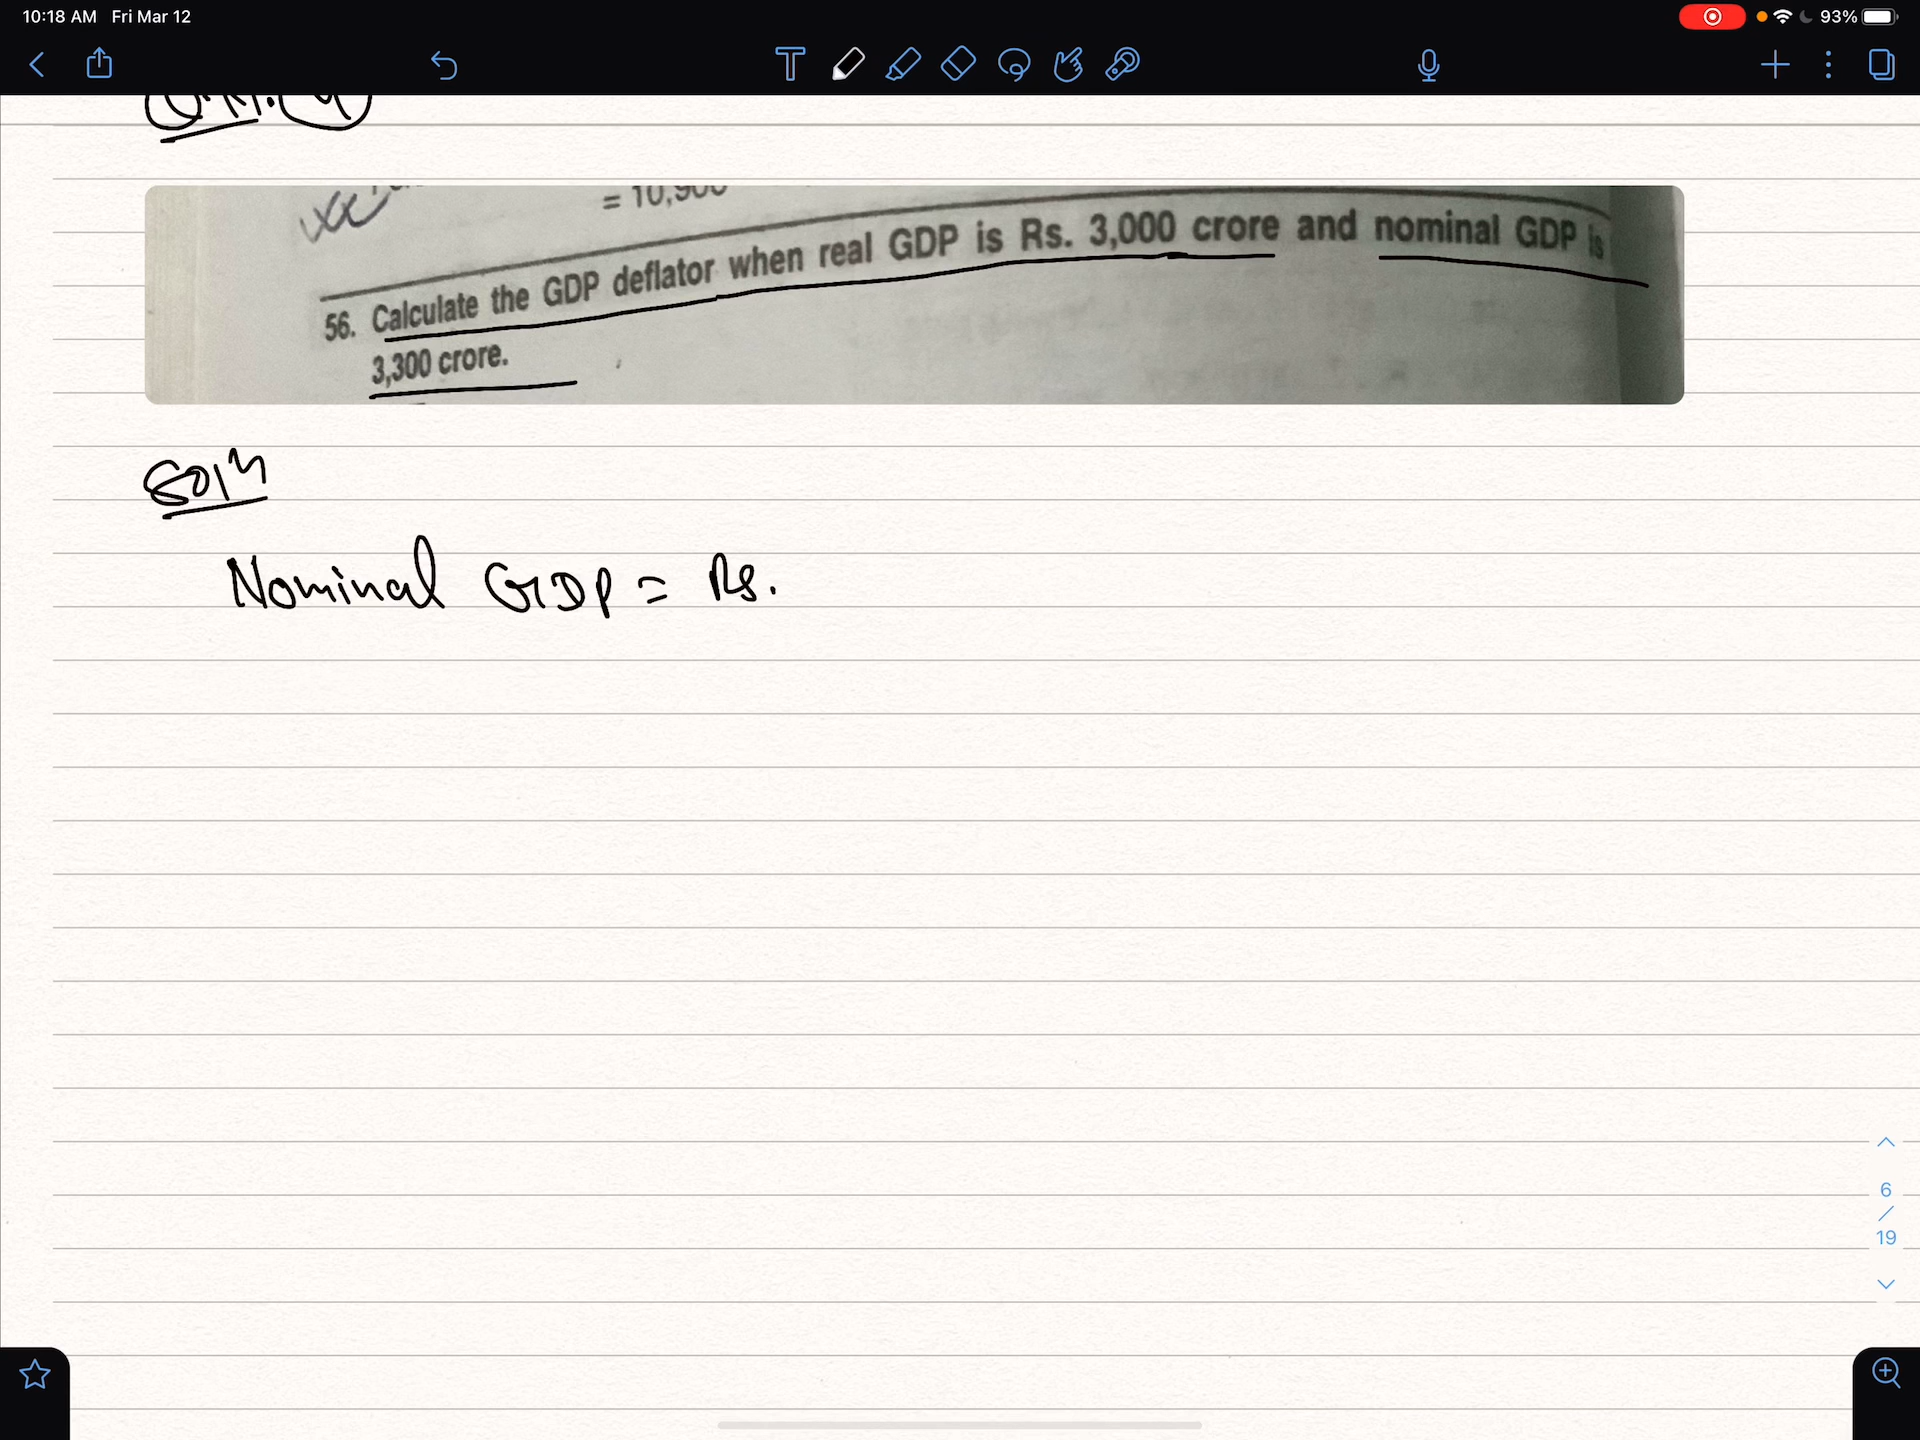 10:18 AM Fri Mar 12
93%
= 10,900
56. Calculate the GDP deflator when real GDP is Rs. 3,000 crore and nominal GDP is
3,300 crore.
Soln
Nominal GDP = Rs.
6
/
19